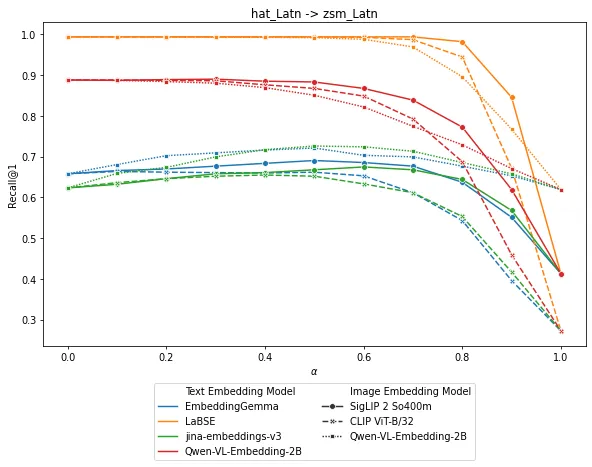 hat_Latn -> zsm_Latn
Recall@1
1.0
0.9
0.8
0.7
0.6
0.5
0.4
0.3
0.0 0.2 0.4 0.6 0.8 1.0
α
Text Embedding Model Image Embedding Model
EmbeddingGemma SigLIP 2 So400m
LaBSE CLIP ViT-B/32
jina-embeddings-v3 Qwen-VL-Embedding-2B
Qwen-VL-Embedding-2B